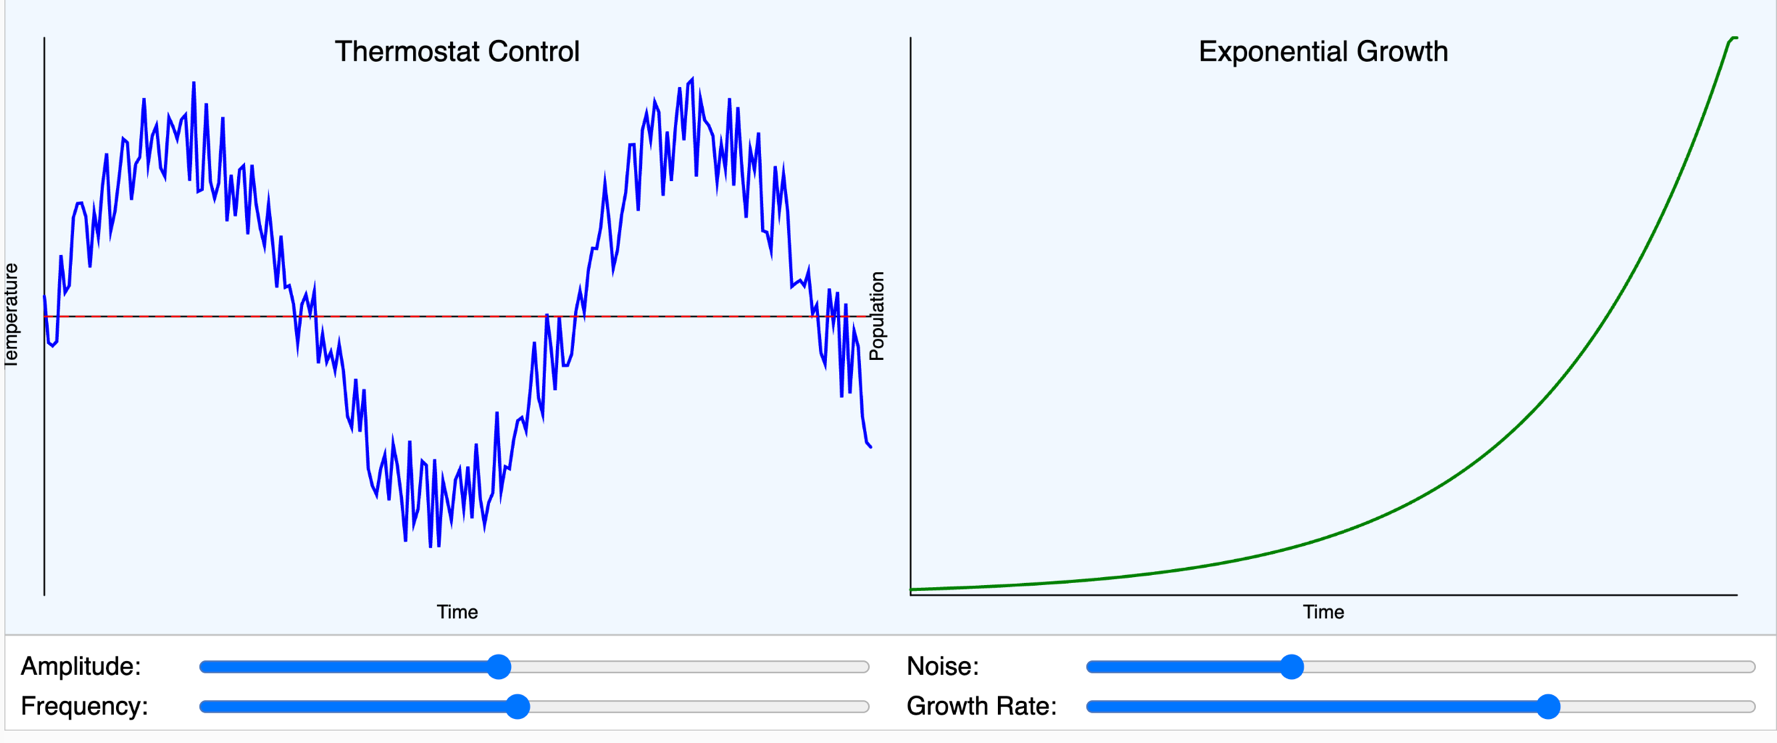 Thermostat Control
Temperature
Time
Exponential Growth
Population
Time
Amplitude:
Noise:
Frequency:
Growth Rate: